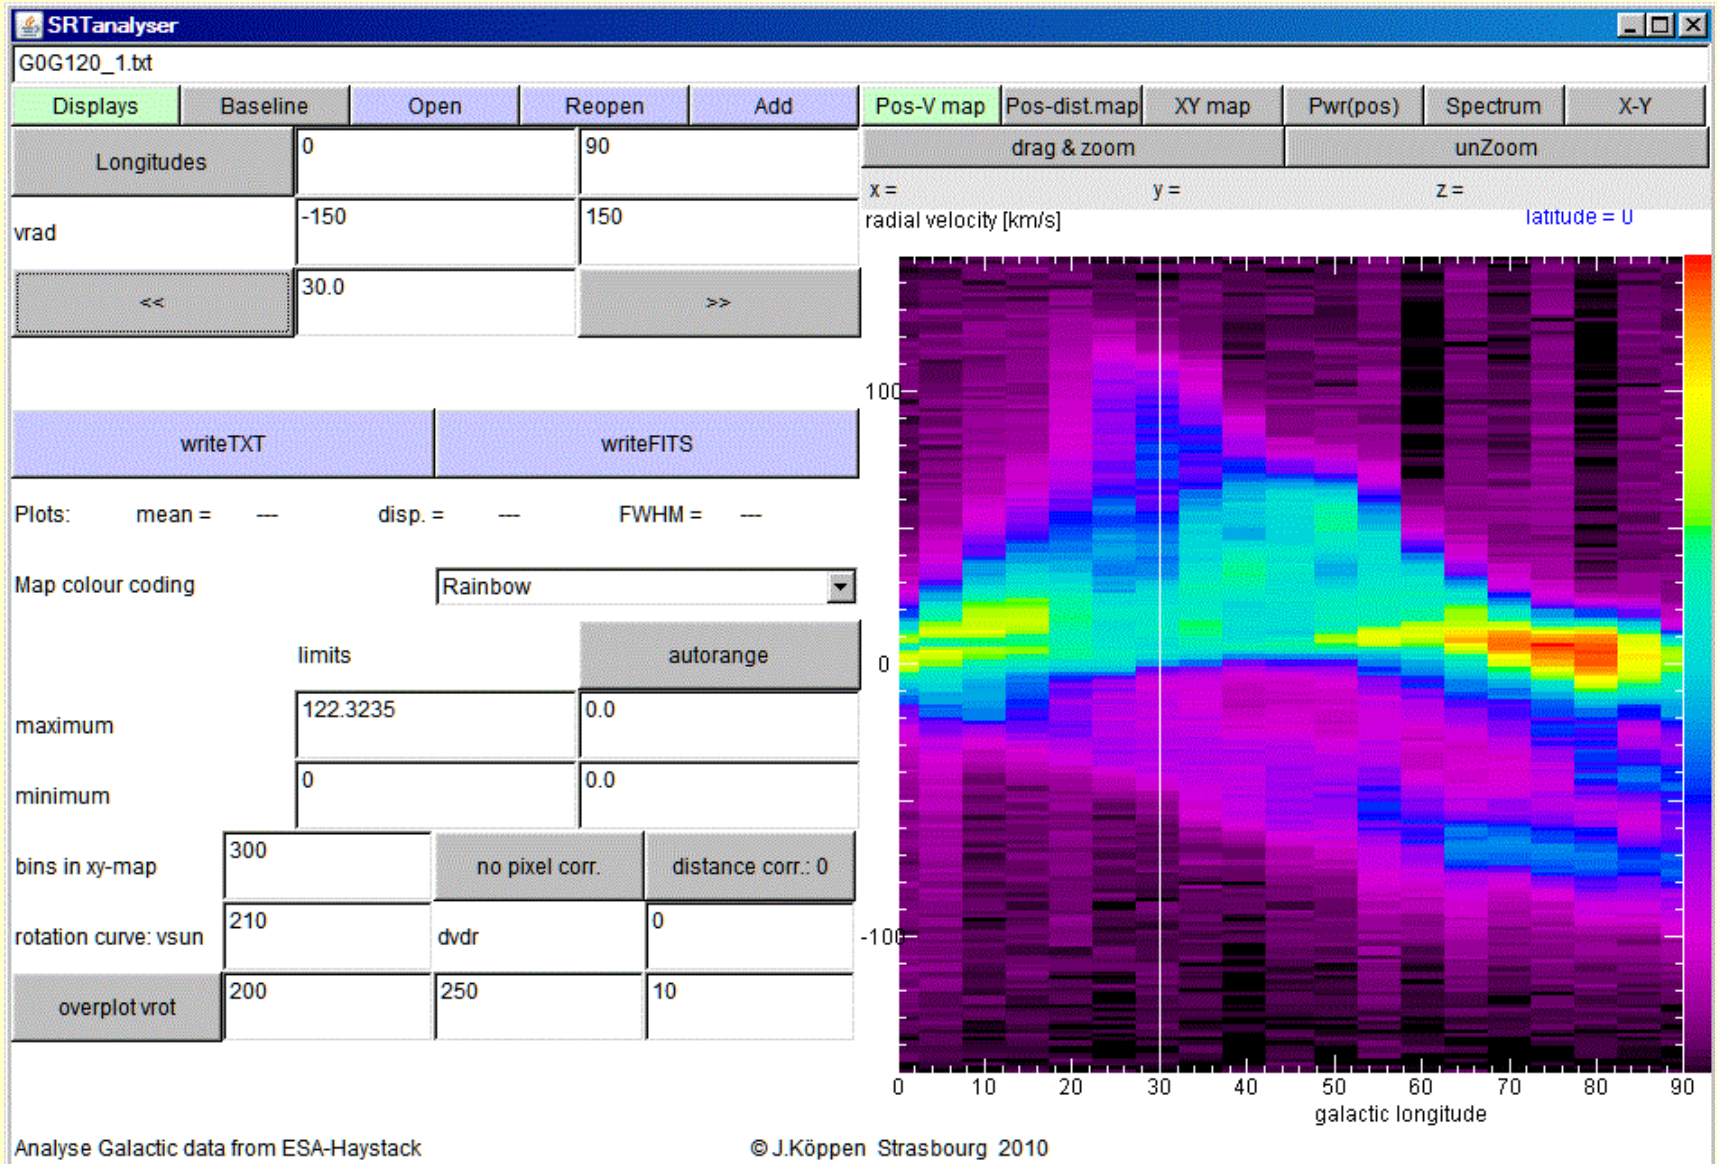 SRTanalyser
G0G120_1.txt
Displays Baseline Open Reopen Add Pos-V map Pos-dist.map XY map Pwr(pos) Spectrum X-Y
Longitudes 0 90 drag & zoom unZoom
x = y = z =
vrad -150 150 radial velocity [km/s] latitude = 0
<< 30.0 >>
100
writeTXT writeFITS
Plots: mean = --- disp. = --- FWHM = ---
Map colour coding Rainbow
limits autorange 0
maximum 122.3235 0.0
minimum 0 0.0
bins in xy-map 300 no pixel corr. distance corr.: 0
rotation curve: vsun 210 dvdr 0 -100
overplot vrot 200 250 10
0 10 20 30 40 50 60 70 80 90
galactic longitude
Analyse Galactic data from ESA-Haystack © J.Köppen Strasbourg 2010